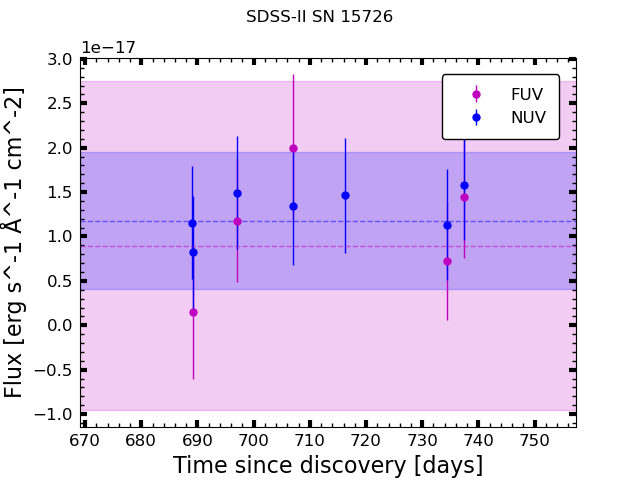 SDSS-II SN 15726
1e−17
3.0
2.5
2.0
1.5
1.0
0.5
0.0
−0.5
−1.0
Flux [erg s^-1 Å^-1 cm^-2]
FUV
NUV
670 680 690 700 710 720 730 740 750
Time since discovery [days]